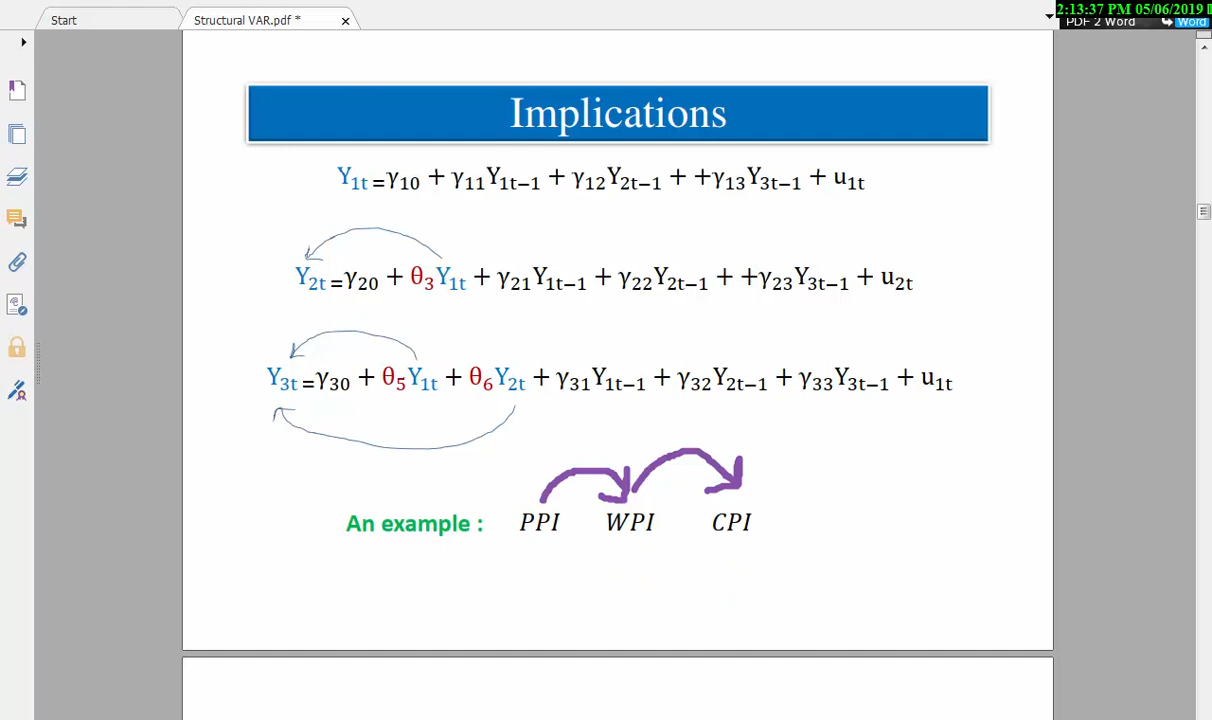 2:13:37 PM 05/06/2019
Start Structural VAR.pdf *
PDF 2 Word Word
Implications
Y₁ₜ=γ₁₀ + γ₁₁Y₁ₜ₋₁ + γ₁₂Y₂ₜ₋₁ + +γ₁₃Y₃ₜ₋₁ + u₁ₜ
Y₂ₜ=γ₂₀ + θ₃Y₁ₜ + γ₂₁Y₁ₜ₋₁ + γ₂₂Y₂ₜ₋₁ + +γ₂₃Y₃ₜ₋₁ + u₂ₜ
Y₃ₜ=γ₃₀ + θ₅Y₁ₜ + θ₆Y₂ₜ + γ₃₁Y₁ₜ₋₁ + γ₃₂Y₂ₜ₋₁ + γ₃₃Y₃ₜ₋₁ + u₁ₜ
An example : PPI WPI CPI